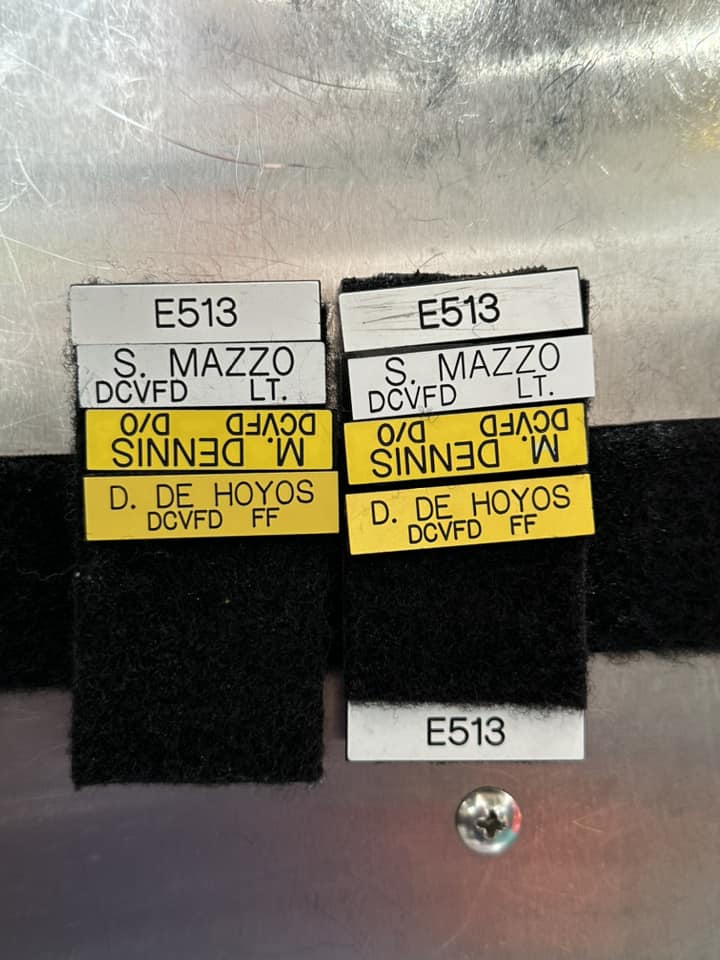 E513
S. MAZZO
DCVFD LT.
M. DENNIS
DCVFD D/O
D. DE HOYOS
DCVFD FF
E513
S. MAZZO
DCVFD LT.
M. DENNIS
DCVFD D/O
D. DE HOYOS
DCVFD FF
E513